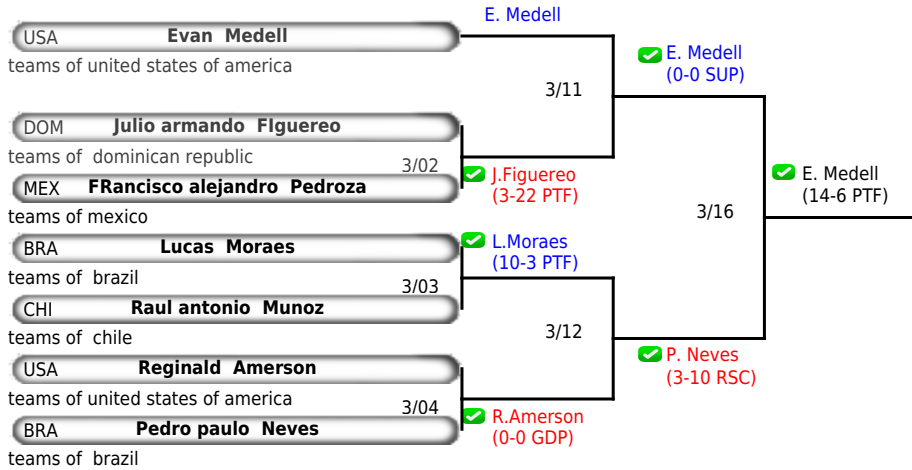 E. Medell
USA Evan Medell
teams of united states of america
E. Medell
(0-0 SUP)
3/11
DOM Julio armando FIguereo
teams of dominican republic
3/02
J.Figuereo
(3-22 PTF)
E. Medell
(14-6 PTF)
MEX FRancisco alejandro Pedroza
teams of mexico
3/16
BRA Lucas Moraes
teams of brazil
L.Moraes
(10-3 PTF)
3/03
CHI Raul antonio Munoz
teams of chile
3/12
USA Reginald Amerson
teams of united states of america
P. Neves
(3-10 RSC)
3/04
R.Amerson
(0-0 GDP)
BRA Pedro paulo Neves
teams of brazil